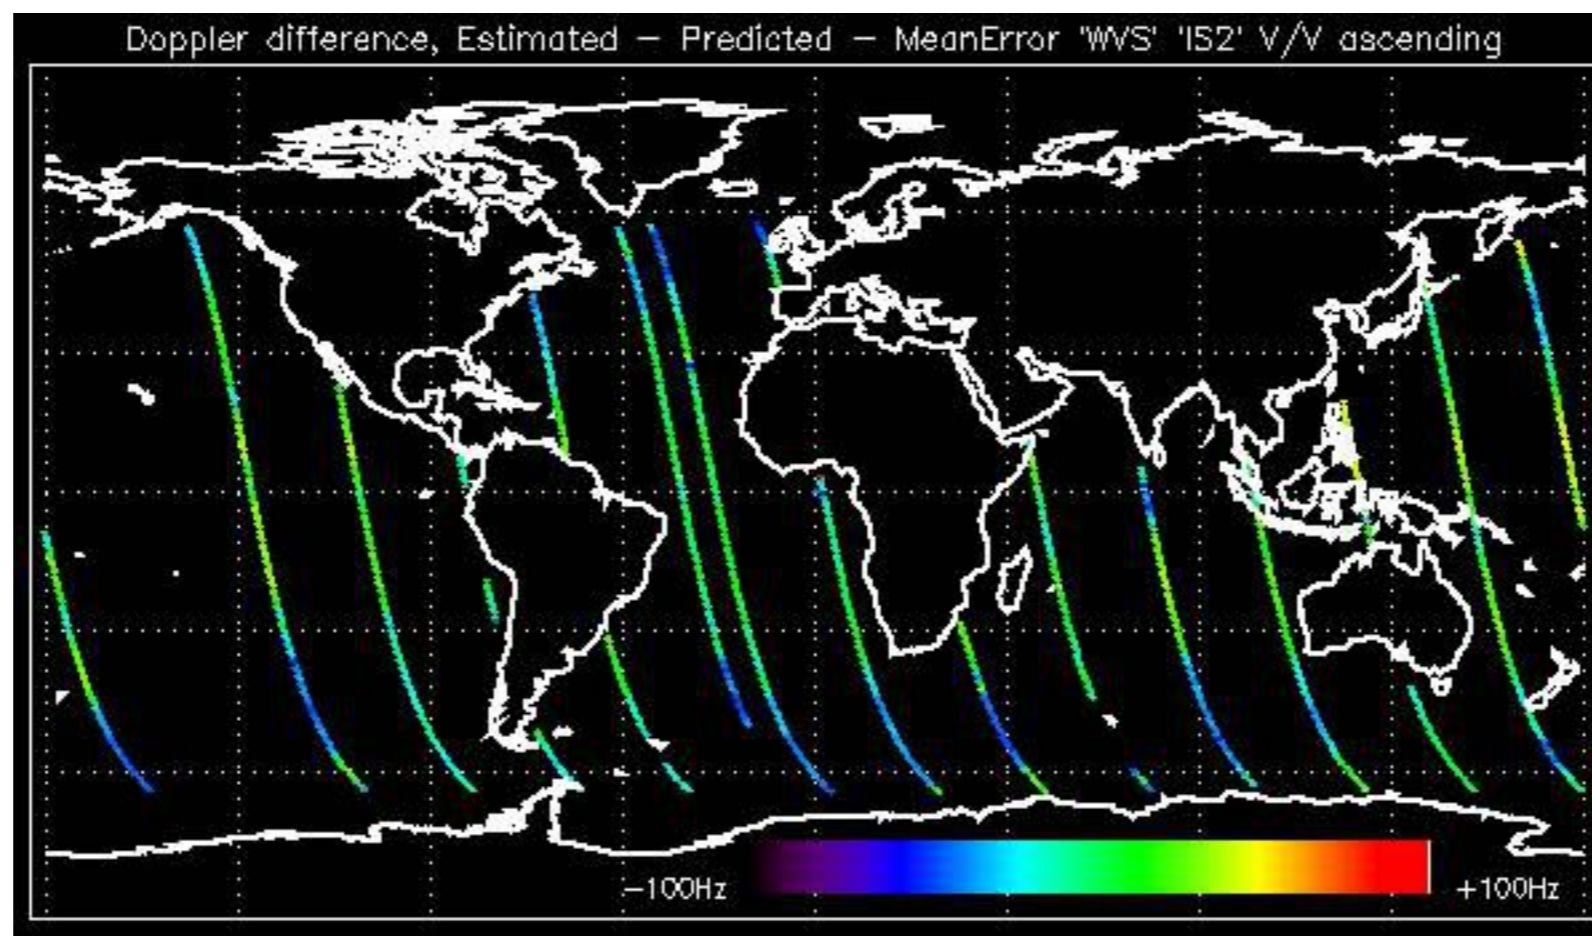 Doppler difference, Estimated – Predicted – MeanError 'WVS' 'IS2' V/V ascending
–100Hz +100Hz